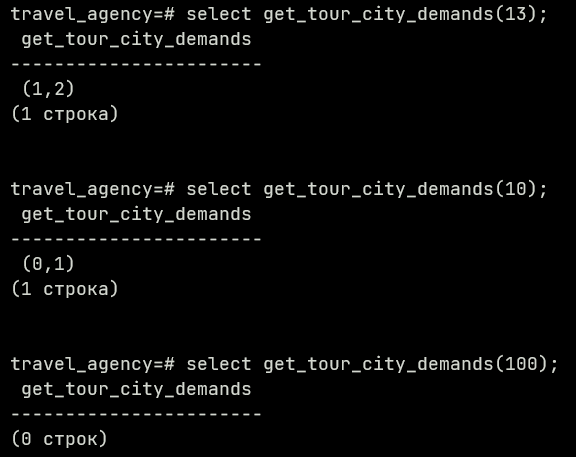 travel_agency=# select get_tour_city_demands(13);
get_tour_city_demands
-----------------------
(1,2)
(1 строка)
travel_agency=# select get_tour_city_demands(10);
get_tour_city_demands
-----------------------
(0,1)
(1 строка)
travel_agency=# select get_tour_city_demands(100);
get_tour_city_demands
-----------------------
(0 строк)